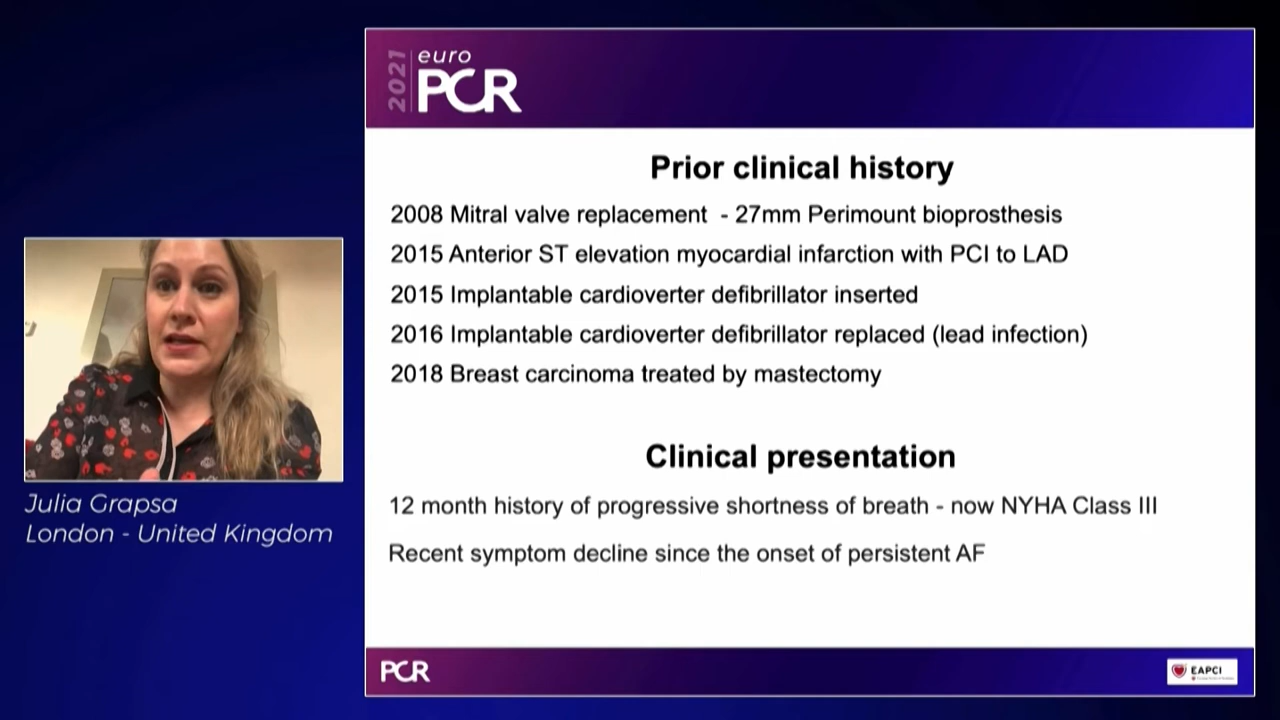 2021
euro
PCR
Prior clinical history
2008 Mitral valve replacement - 27mm Perimount bioprosthesis
2015 Anterior ST elevation myocardial infarction with PCI to LAD
2015 Implantable cardioverter defibrillator inserted
2016 Implantable cardioverter defibrillator replaced (lead infection)
2018 Breast carcinoma treated by mastectomy
Clinical presentation
12 month history of progressive shortness of breath - now NYHA Class III
Recent symptom decline since the onset of persistent AF
Julia Grapsa
London - United Kingdom
PCR
EAPCI